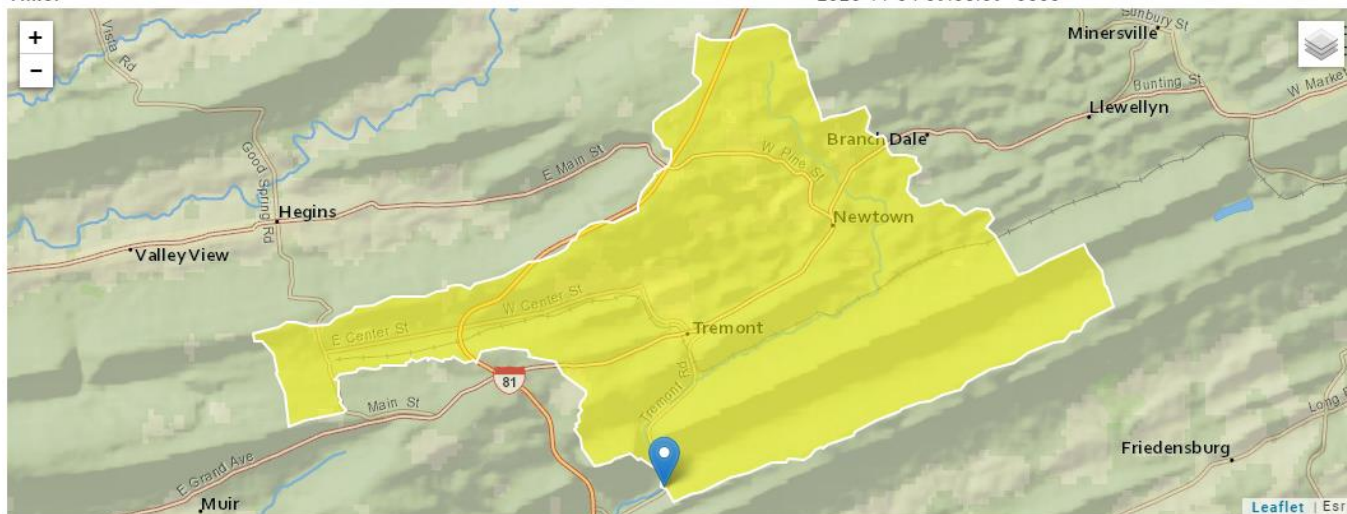 +
−
Vista Rd
Sunbury St
Minersville
Bunting St
W Market
Llewellyn
Branch Dale
W Pine St
Good Spring Rd
E Main St
Hegins
Newtown
Valley View
W Center St
E Center St
Tremont
81
Tremont Rd
Main St
E Grand Ave
Long
Friedensburg
Muir
Leaflet | Esr